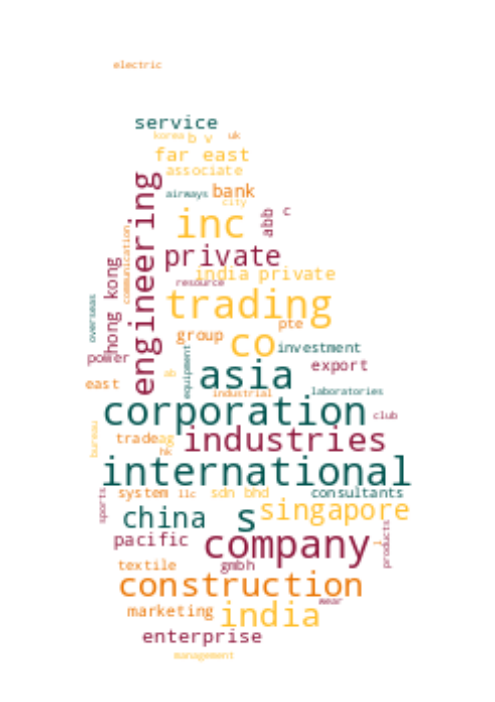 electric
service
korea b v uk
far east
associate
airways bank
city
inc abb c
engineering
private
communication
hong kong
india private
resource
overseas
trading
pte
group co
investment
power
equipment
export
east
asia
industrial
laboratories
corporation
club
bureau
trade ag
industries
hk
international
sports
system llc sdn bhd consultants
china s singapore
products
pacific company
textile gmbh
construction
wear
marketing india
enterprise
management